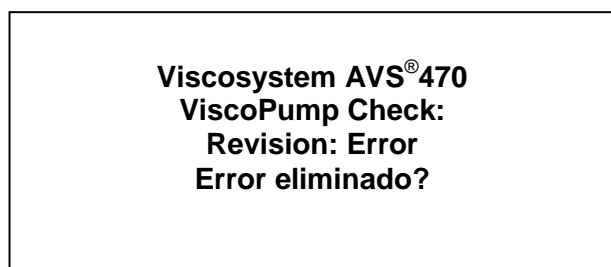 Viscosystem AVS®470
ViscoPump Check:
Revision: Error
Error eliminado?